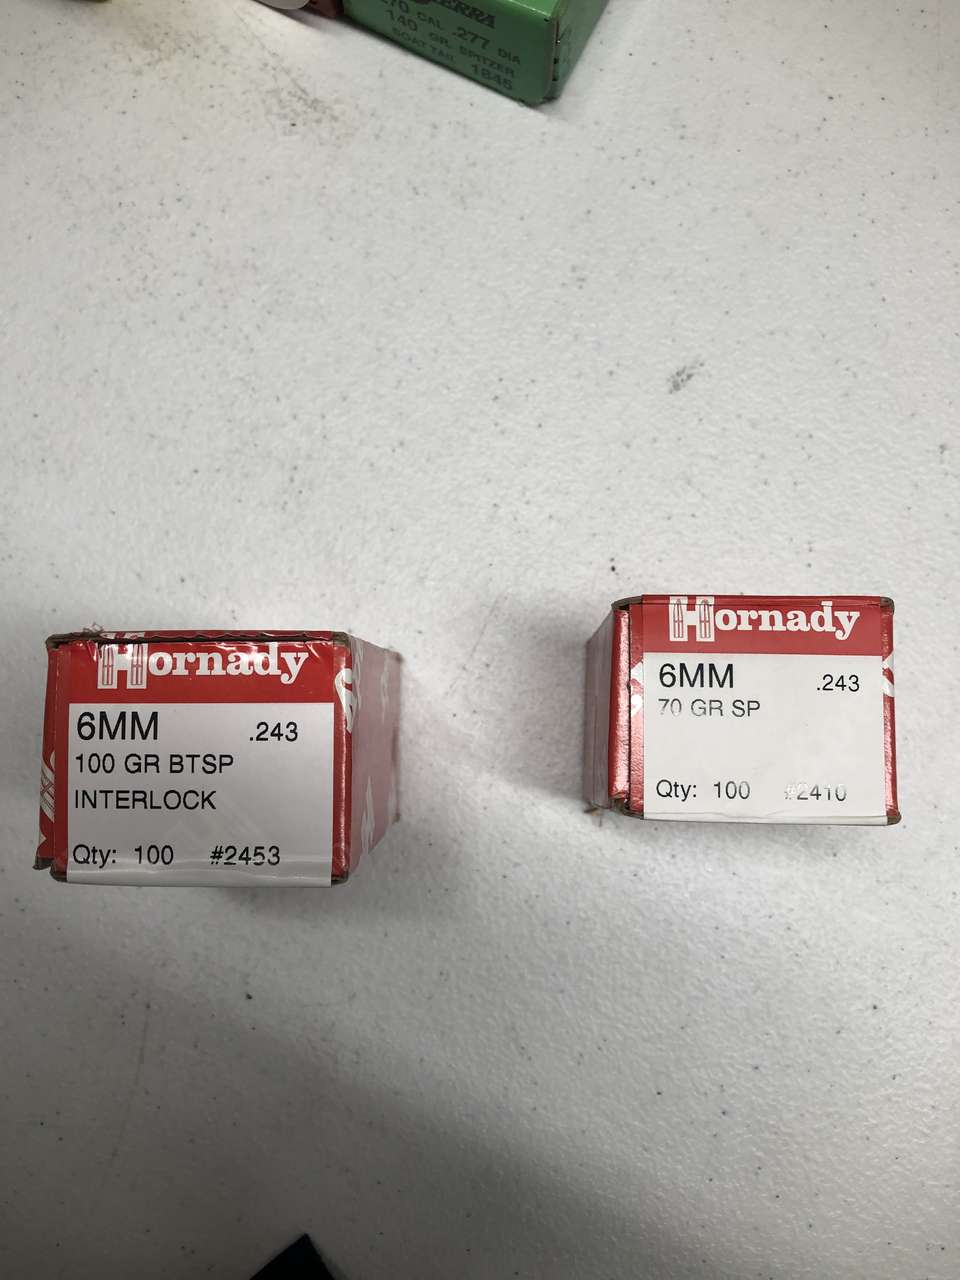 CAL .277 DIA
140 GR. SPITZER
BOAT TAIL 1845
Hornady
6MM .243
100 GR BTSP
INTERLOCK
Qty: 100 #2453
Hornady
6MM .243
70 GR SP
Qty: 100 #2410